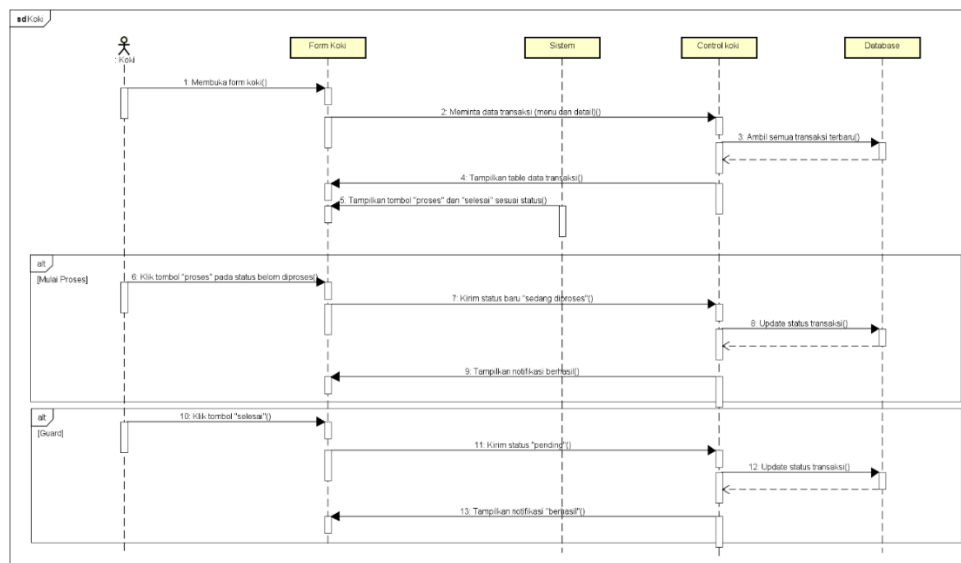 sd Koki
: Koki
Form Koki
Sistem
Control koki
Database
1: Membuka form koki()
2: Meminta data transaksi (menu dan detail)()
3: Ambil semua transaksi terbaru()
4: Tampilkan table data transaksi()
5: Tampilkan tombol "proses" dan "selesai" sesuai status()
alt
[Mulai Proses]
6: Klik tombol "proses" pada status belom diproses()
7: Kirim status baru "sedang diproses"()
8: Update status transaksi()
9: Tampilkan notifikasi berhasil()
alt
[Guard]
10: Klik tombol "selesai"()
11: Kirim status "pending"()
12: Update status transaksi()
13: Tampilkan notifikasi "berhasil"()